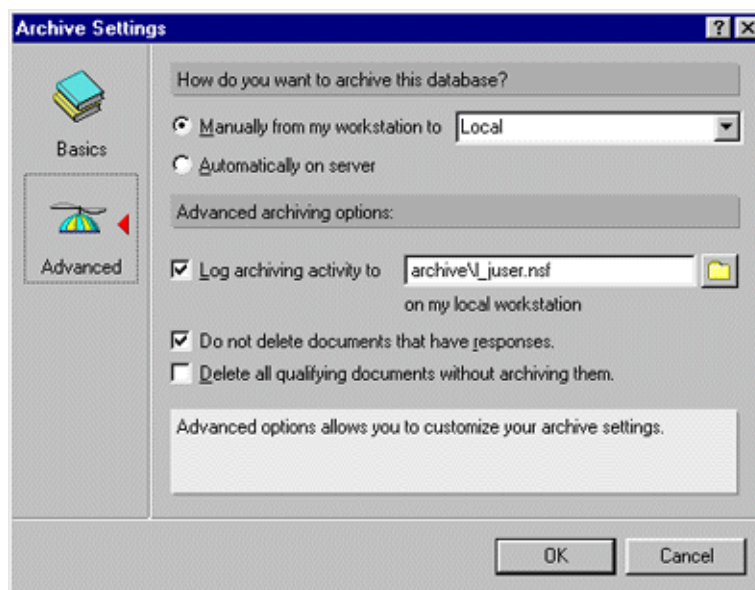 Archive Settings
How do you want to archive this database?
Manually from my workstation to Local
Basics
Automatically on server
Advanced archiving options:
Advanced
Log archiving activity to archive\l_juser.nsf
on my local workstation
Do not delete documents that have responses.
Delete all qualifying documents without archiving them.
Advanced options allows you to customize your archive settings.
OK Cancel